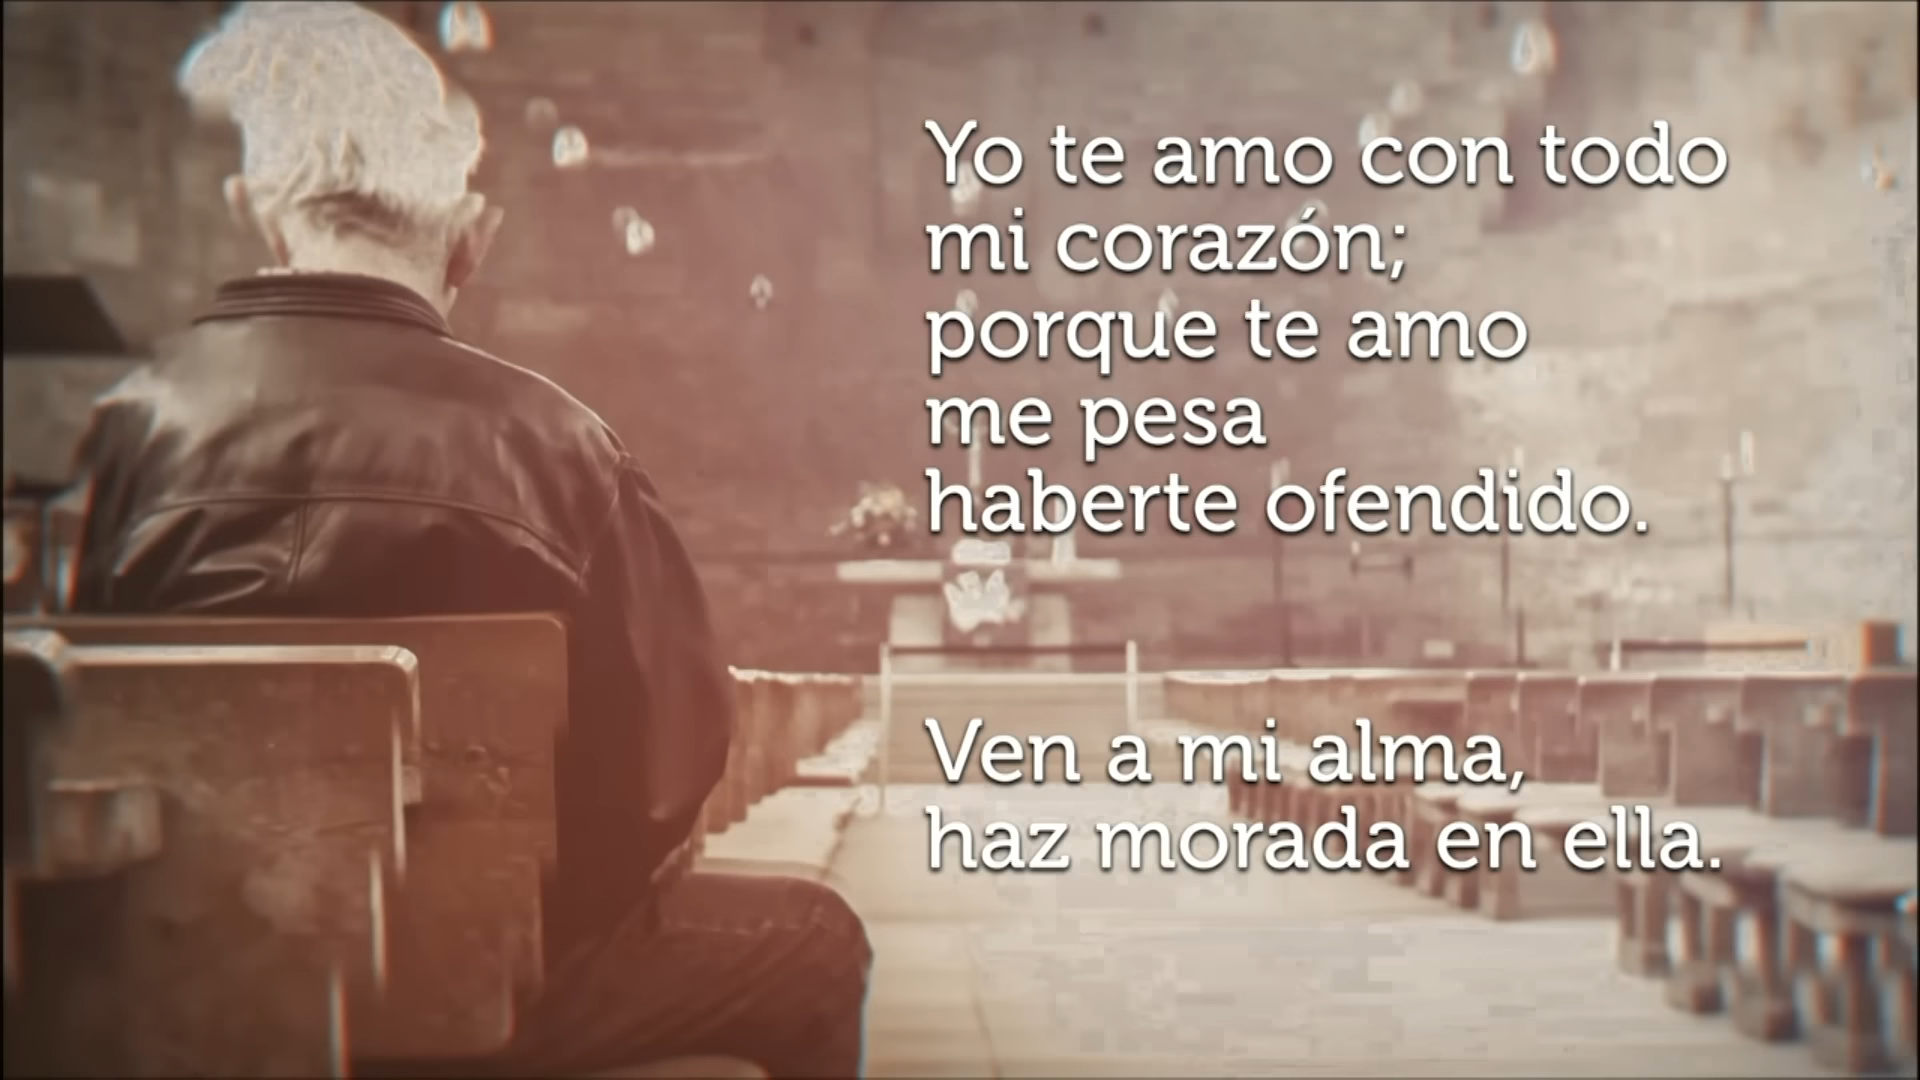 Yo te amo con todo
mi corazón;
porque te amo
me pesa
haberte ofendido.
Ven a mi alma,
haz morada en ella.